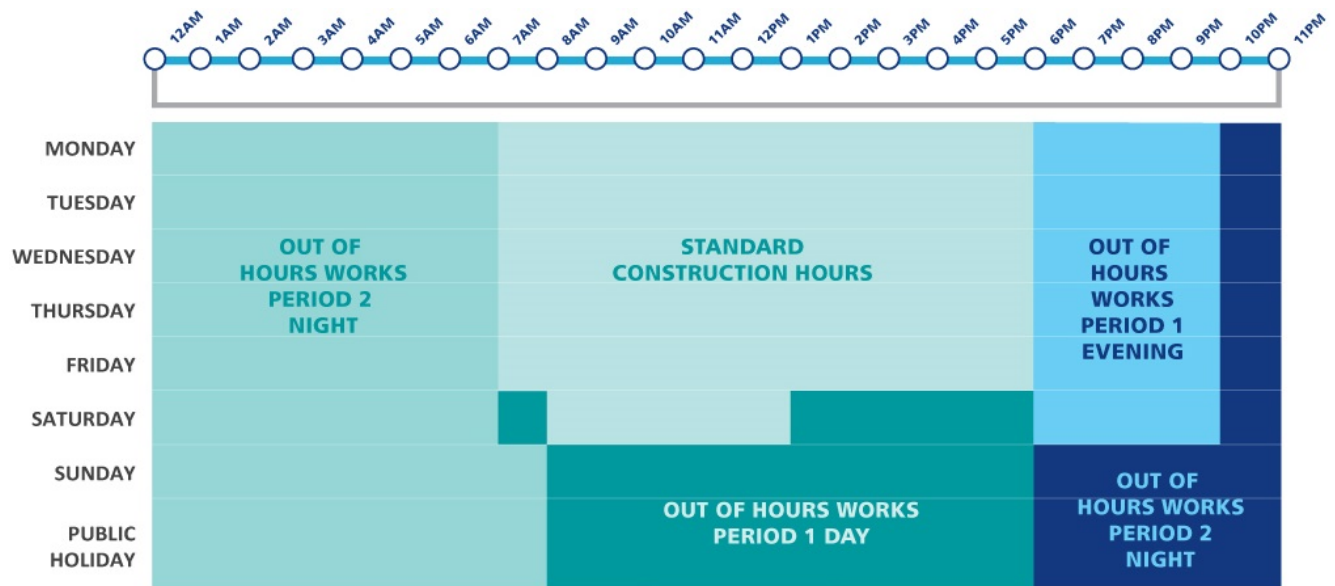 12AM
1AM
2AM
3AM
4AM
5AM
6AM
7AM
8AM
9AM
10AM
11AM
12PM
1PM
2PM
3PM
4PM
5PM
6PM
7PM
8PM
9PM
10PM
11PM
MONDAY
TUESDAY
WEDNESDAY
THURSDAY
FRIDAY
SATURDAY
SUNDAY
PUBLIC
HOLIDAY
OUT OF
HOURS WORKS
PERIOD 2
NIGHT
STANDARD
CONSTRUCTION HOURS
OUT OF
HOURS
WORKS
PERIOD 1
EVENING
OUT OF HOURS WORKS
PERIOD 1 DAY
OUT OF
HOURS WORKS
PERIOD 2
NIGHT